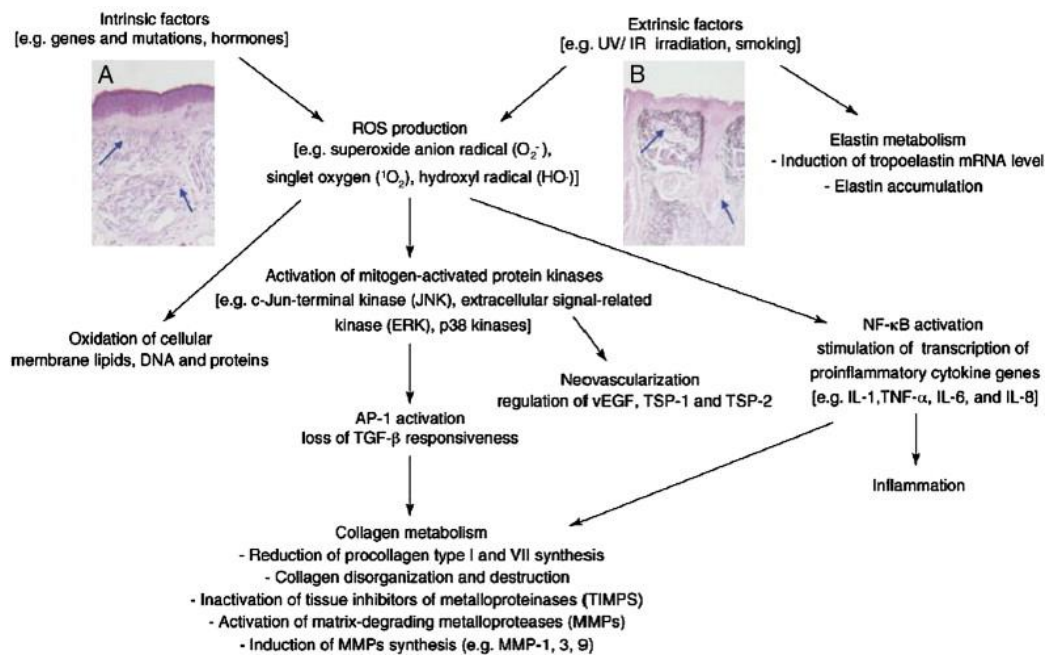 Intrinsic factors
[e.g. genes and mutations, hormones]
Extrinsic factors
[e.g. UV/ IR irradiation, smoking]
A
B
ROS production
[e.g. superoxide anion radical (O₂⁻),
singlet oxygen (¹O₂), hydroxyl radical (HO·)]
Elastin metabolism
- Induction of tropoelastin mRNA level
- Elastin accumulation
Activation of mitogen-activated protein kinases
[e.g. c-Jun-terminal kinase (JNK), extracellular signal-related
kinase (ERK), p38 kinases]
Oxidation of cellular
membrane lipids, DNA and proteins
NF-κB activation
stimulation of transcription of
proinflammatory cytokine genes
[e.g. IL-1,TNF-α, IL-6, and IL-8]
Neovascularization
regulation of vEGF, TSP-1 and TSP-2
AP-1 activation
loss of TGF-β responsiveness
Inflammation
Collagen metabolism
- Reduction of procollagen type I and VII synthesis
- Collagen disorganization and destruction
- Inactivation of tissue inhibitors of metalloproteinases (TIMPS)
- Activation of matrix-degrading metalloproteases (MMPs)
- Induction of MMPs synthesis (e.g. MMP-1, 3, 9)